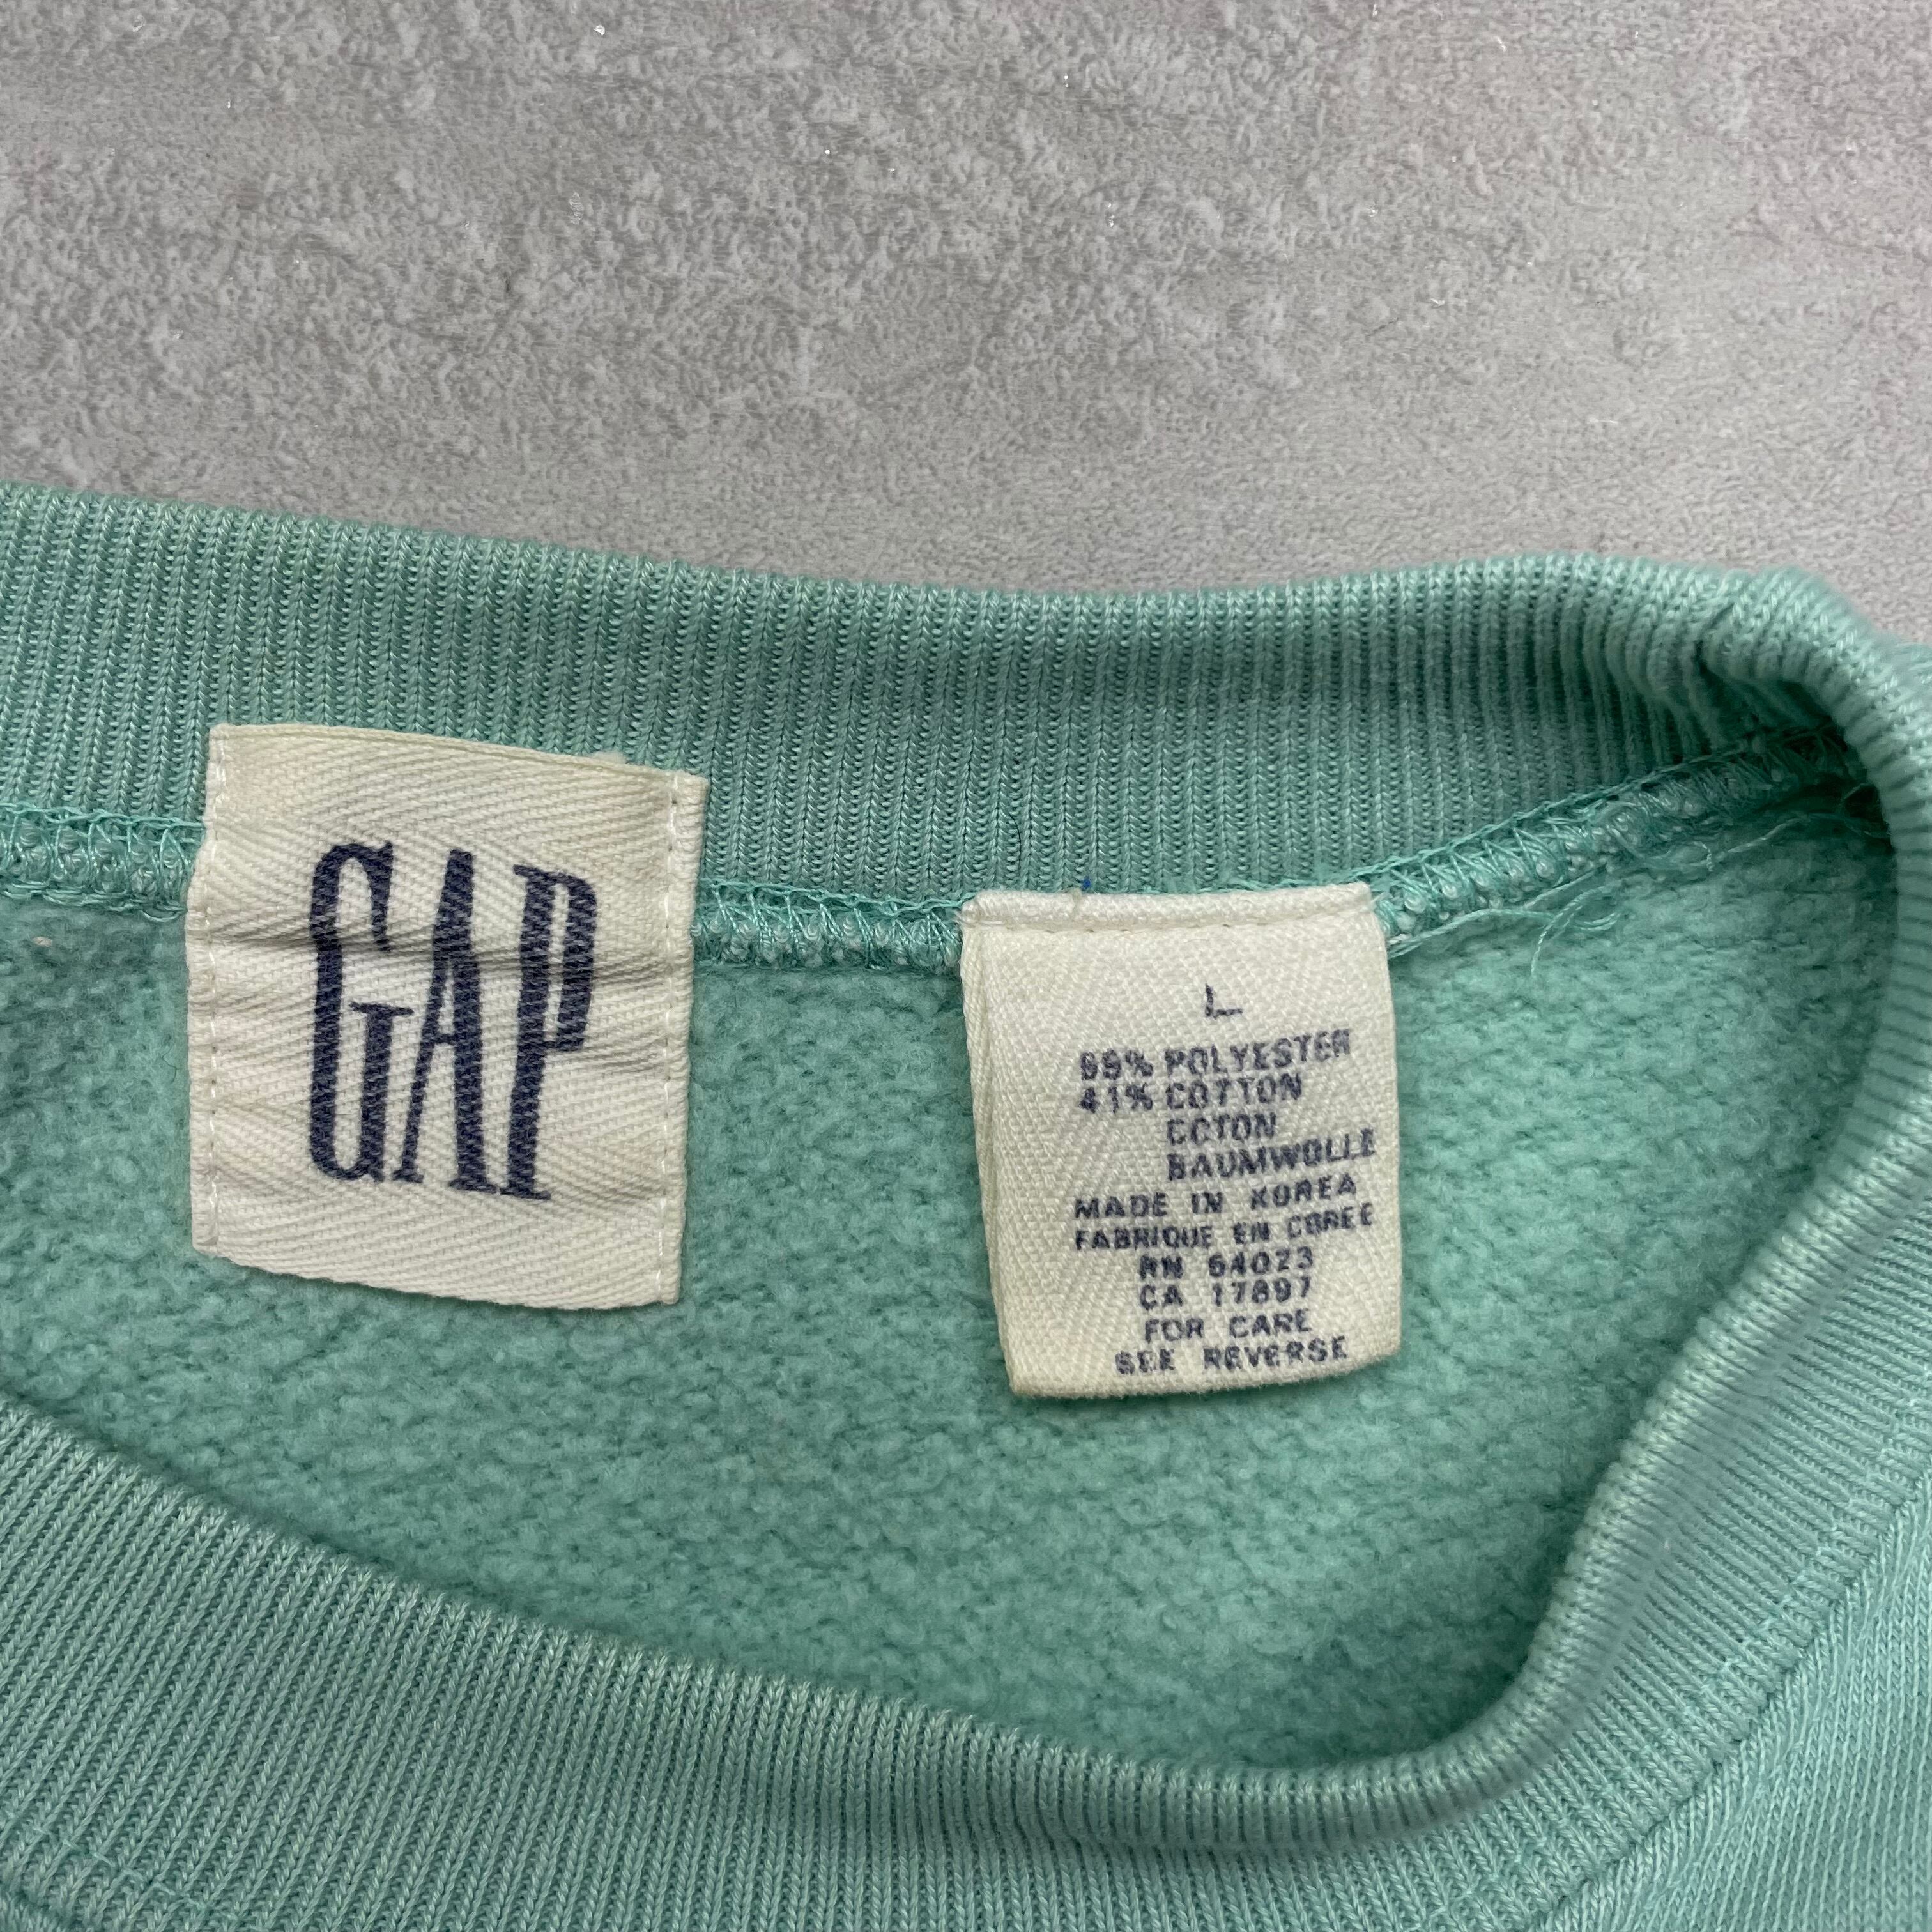 GAP
L
59% POLYESTER
41% COTTON
COTON
BAUMWOLLE
MADE IN KOREA
FABRIQUE EN COREE
RN 54023
CA 17897
FOR CARE
SEE REVERSE